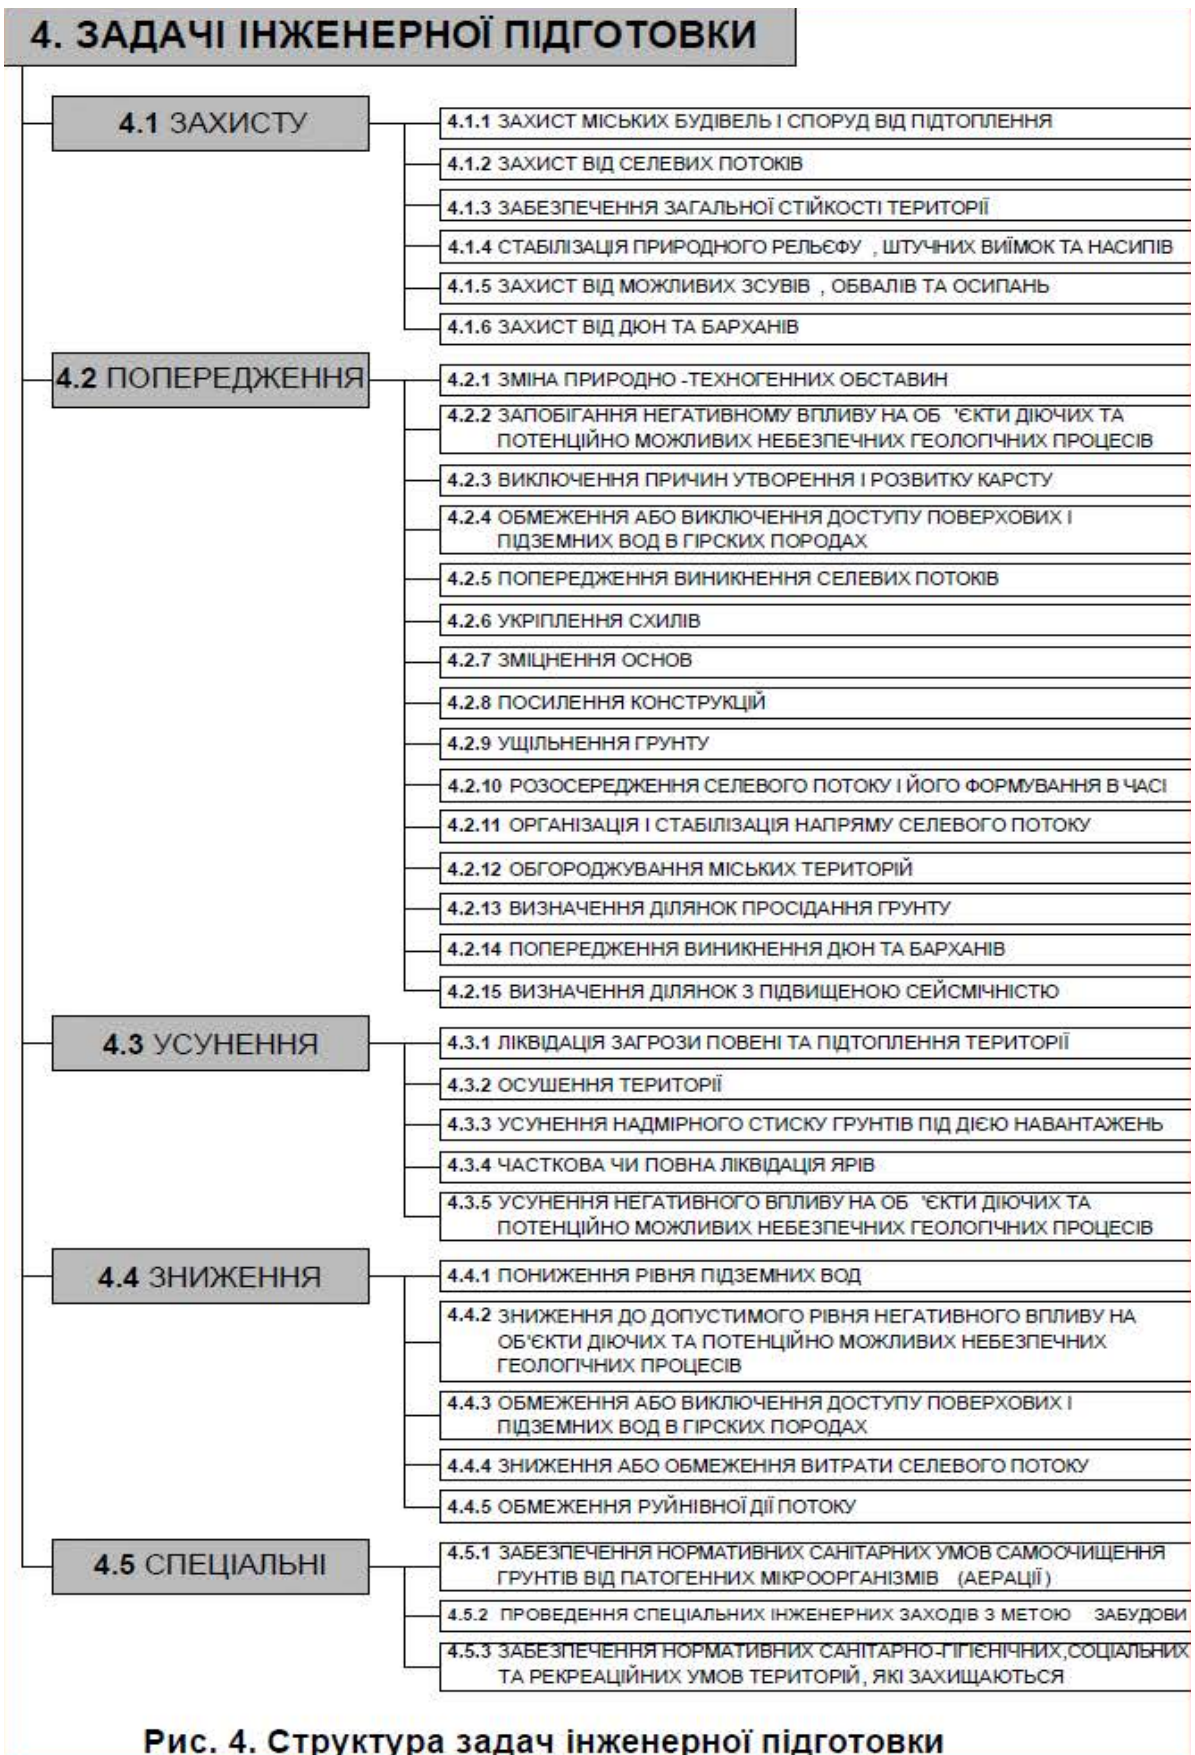 4. ЗАДАЧІ ІНЖЕНЕРНОЇ ПІДГОТОВКИ
4.1 ЗАХИСТУ
4.1.1 ЗАХИСТ МІСЬКИХ БУДІВЕЛЬ І СПОРУД ВІД ПІДТОПЛЕННЯ
4.1.2 ЗАХИСТ ВІД СЕЛЕВИХ ПОТОКІВ
4.1.3 ЗАБЕЗПЕЧЕННЯ ЗАГАЛЬНОЇ СТІЙКОСТІ ТЕРИТОРІЇ
4.1.4 СТАБІЛІЗАЦІЯ ПРИРОДНОГО РЕЛЬЄФУ , ШТУЧНИХ ВИЇМОК ТА НАСИПІВ
4.1.5 ЗАХИСТ ВІД МОЖЛИВИХ ЗСУВІВ , ОБВАЛІВ ТА ОСИПАНЬ
4.1.6 ЗАХИСТ ВІД ДЮН ТА БАРХАНІВ
4.2 ПОПЕРЕДЖЕННЯ
4.2.1 ЗМІНА ПРИРОДНО -ТЕХНОГЕННИХ ОБСТАВИН
4.2.2 ЗАПОБІГАННЯ НЕГАТИВНОМУ ВПЛИВУ НА ОБ 'ЄКТИ ДІЮЧИХ ТА
ПОТЕНЦІЙНО МОЖЛИВИХ НЕБЕЗПЕЧНИХ ГЕОЛОГІЧНИХ ПРОЦЕСІВ
4.2.3 ВИКЛЮЧЕННЯ ПРИЧИН УТВОРЕННЯ І РОЗВИТКУ КАРСТУ
4.2.4 ОБМЕЖЕННЯ АБО ВИКЛЮЧЕННЯ ДОСТУПУ ПОВЕРХОВИХ І
ПІДЗЕМНИХ ВОД В ГІРСКИХ ПОРОДАХ
4.2.5 ПОПЕРЕДЖЕННЯ ВИНИКНЕННЯ СЕЛЕВИХ ПОТОКІВ
4.2.6 УКРІПЛЕННЯ СХИЛІВ
4.2.7 ЗМІЦНЕННЯ ОСНОВ
4.2.8 ПОСИЛЕННЯ КОНСТРУКЦІЙ
4.2.9 УЩІЛЬНЕННЯ ГРУНТУ
4.2.10 РОЗОСЕРЕДЖЕННЯ СЕЛЕВОГО ПОТОКУ І ЙОГО ФОРМУВАННЯ В ЧАСІ
4.2.11 ОРГАНІЗАЦІЯ І СТАБІЛІЗАЦІЯ НАПРЯМУ СЕЛЕВОГО ПОТОКУ
4.2.12 ОБГОРОДЖУВАННЯ МІСЬКИХ ТЕРИТОРІЙ
4.2.13 ВИЗНАЧЕННЯ ДІЛЯНОК ПРОСІДАННЯ ГРУНТУ
4.2.14 ПОПЕРЕДЖЕННЯ ВИНИКНЕННЯ ДЮН ТА БАРХАНІВ
4.2.15 ВИЗНАЧЕННЯ ДІЛЯНОК З ПІДВИЩЕНОЮ СЕЙСМІЧНІСТЮ
4.3 УСУНЕННЯ
4.3.1 ЛІКВІДАЦІЯ ЗАГРОЗИ ПОВЕНІ ТА ПІДТОПЛЕННЯ ТЕРИТОРІЇ
4.3.2 ОСУШЕННЯ ТЕРИТОРІЇ
4.3.3 УСУНЕННЯ НАДМІРНОГО СТИСКУ ГРУНТІВ ПІД ДІЄЮ НАВАНТАЖЕНЬ
4.3.4 ЧАСТКОВА ЧИ ПОВНА ЛІКВІДАЦІЯ ЯРІВ
4.3.5 УСУНЕННЯ НЕГАТИВНОГО ВПЛИВУ НА ОБ 'ЄКТИ ДІЮЧИХ ТА
ПОТЕНЦІЙНО МОЖЛИВИХ НЕБЕЗПЕЧНИХ ГЕОЛОГІЧНИХ ПРОЦЕСІВ
4.4 ЗНИЖЕННЯ
4.4.1 ПОНИЖЕННЯ РІВНЯ ПІДЗЕМНИХ ВОД
4.4.2 ЗНИЖЕННЯ ДО ДОПУСТИМОГО РІВНЯ НЕГАТИВНОГО ВПЛИВУ НА
ОБ'ЄКТИ ДІЮЧИХ ТА ПОТЕНЦІЙНО МОЖЛИВИХ НЕБЕЗПЕЧНИХ
ГЕОЛОГІЧНИХ ПРОЦЕСІВ
4.4.3 ОБМЕЖЕННЯ АБО ВИКЛЮЧЕННЯ ДОСТУПУ ПОВЕРХОВИХ І
ПІДЗЕМНИХ ВОД В ГІРСКИХ ПОРОДАХ
4.4.4 ЗНИЖЕННЯ АБО ОБМЕЖЕННЯ ВИТРАТИ СЕЛЕВОГО ПОТОКУ
4.4.5 ОБМЕЖЕННЯ РУЙНІВНОЇ ДІЇ ПОТОКУ
4.5 СПЕЦІАЛЬНІ
4.5.1 ЗАБЕЗПЕЧЕННЯ НОРМАТИВНИХ САНІТАРНИХ УМОВ САМООЧИЩЕННЯ
ГРУНТІВ ВІД ПАТОГЕННИХ МІКРООРГАНІЗМІВ (АЕРАЦІЇ)
4.5.2 ПРОВЕДЕННЯ СПЕЦІАЛЬНИХ ІНЖЕНЕРНИХ ЗАХОДІВ З МЕТОЮ ЗАБУДОВИ
4.5.3 ЗАБЕЗПЕЧЕННЯ НОРМАТИВНИХ САНІТАРНО-ГІГІЄНІЧНИХ,СОЦІАЛЬНИХ
ТА РЕКРЕАЦІЙНИХ УМОВ ТЕРИТОРІЙ, ЯКІ ЗАХИЩАЮТЬСЯ
Рис. 4. Структура задач інженерної підготовки